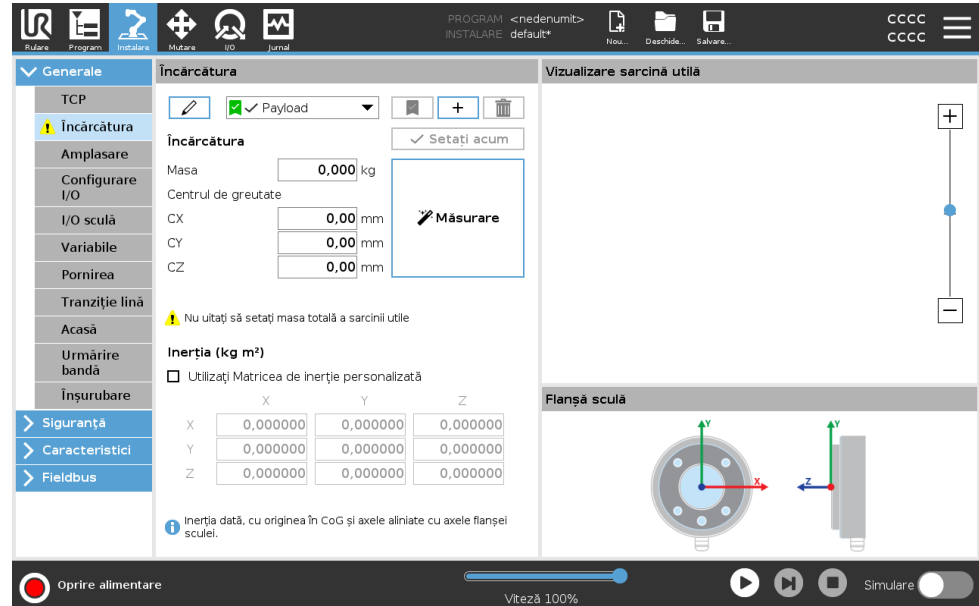 PROGRAM <nedenumit>
INSTALARE default*
CCCC
CCCC
Rulare Program Instalare Mutare I/O Jurnal Nou... Deschide... Salvare...
Generale
TCP
Încărcătura
Amplasare
Configurare
I/O
I/O sculă
Variabile
Pornirea
Tranziție lină
Acasă
Urmărire
bandă
Înșurubare
Siguranță
Caracteristici
Fieldbus
Încărcătura
Payload
Încărcătura
Setați acum
Masa 0,000 kg
Centrul de greutate
CX 0,00 mm
CY 0,00 mm
CZ 0,00 mm
Măsurare
Nu uitați să setați masa totală a sarcinii utile
Inerția (kg m²)
Utilizați Matricea de inerție personalizată
X Y Z
X 0,000000 0,000000 0,000000
Y 0,000000 0,000000 0,000000
Z 0,000000 0,000000 0,000000
Inerția dată, cu originea în CoG și axele aliniate cu axele flanșei
sculei.
Vizualizare sarcină utilă
Flanșă sculă
Y Y
X Z
Oprire alimentare
Viteză 100%
Simulare